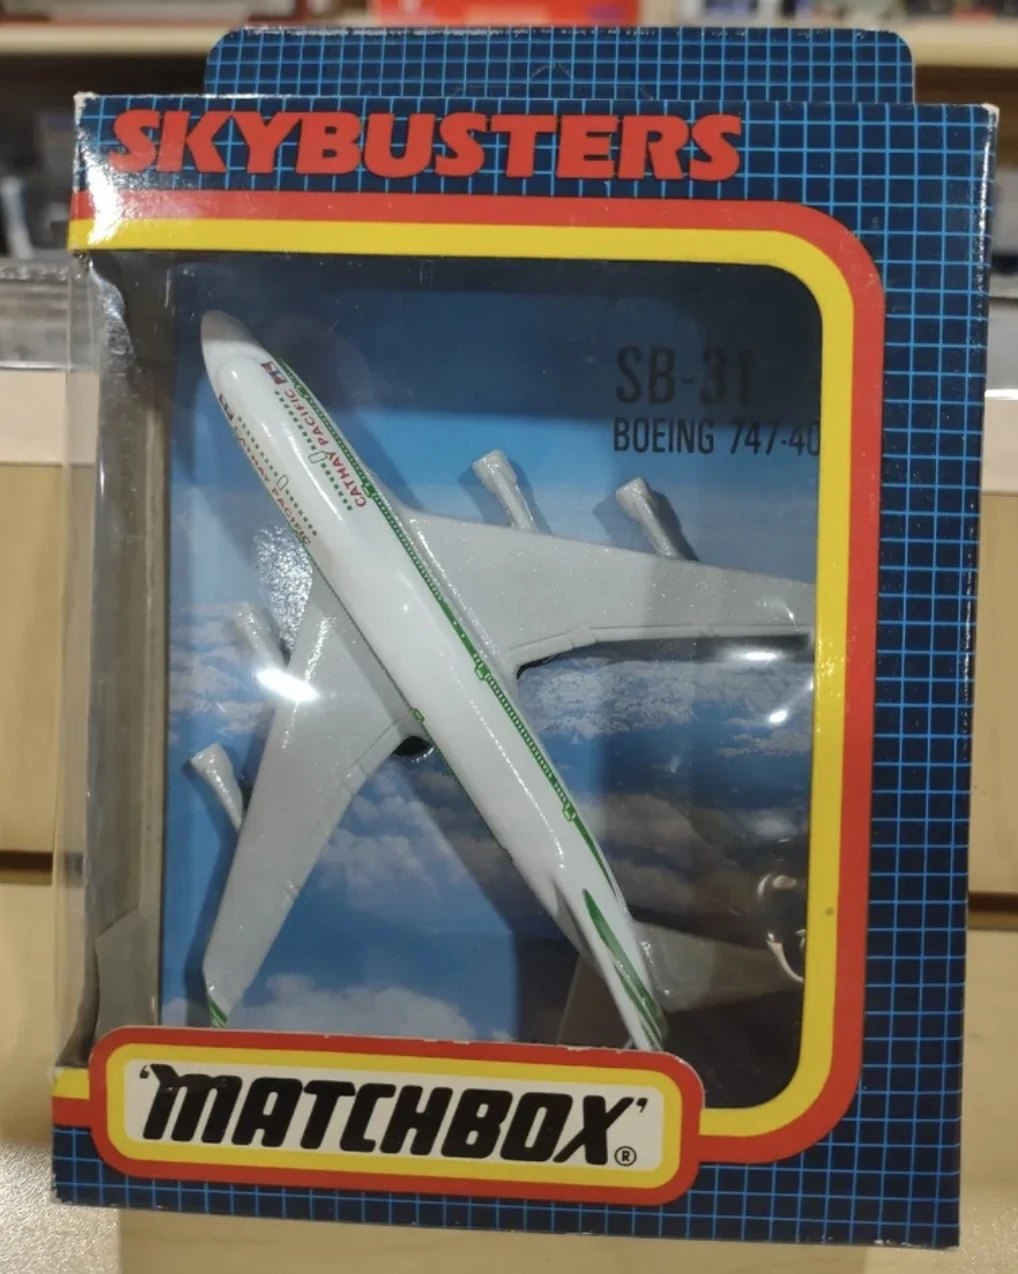 SKYBUSTERS
SB-31
BOEING 747-40
CATHAY PACIFIC
'MATCHBOX'®